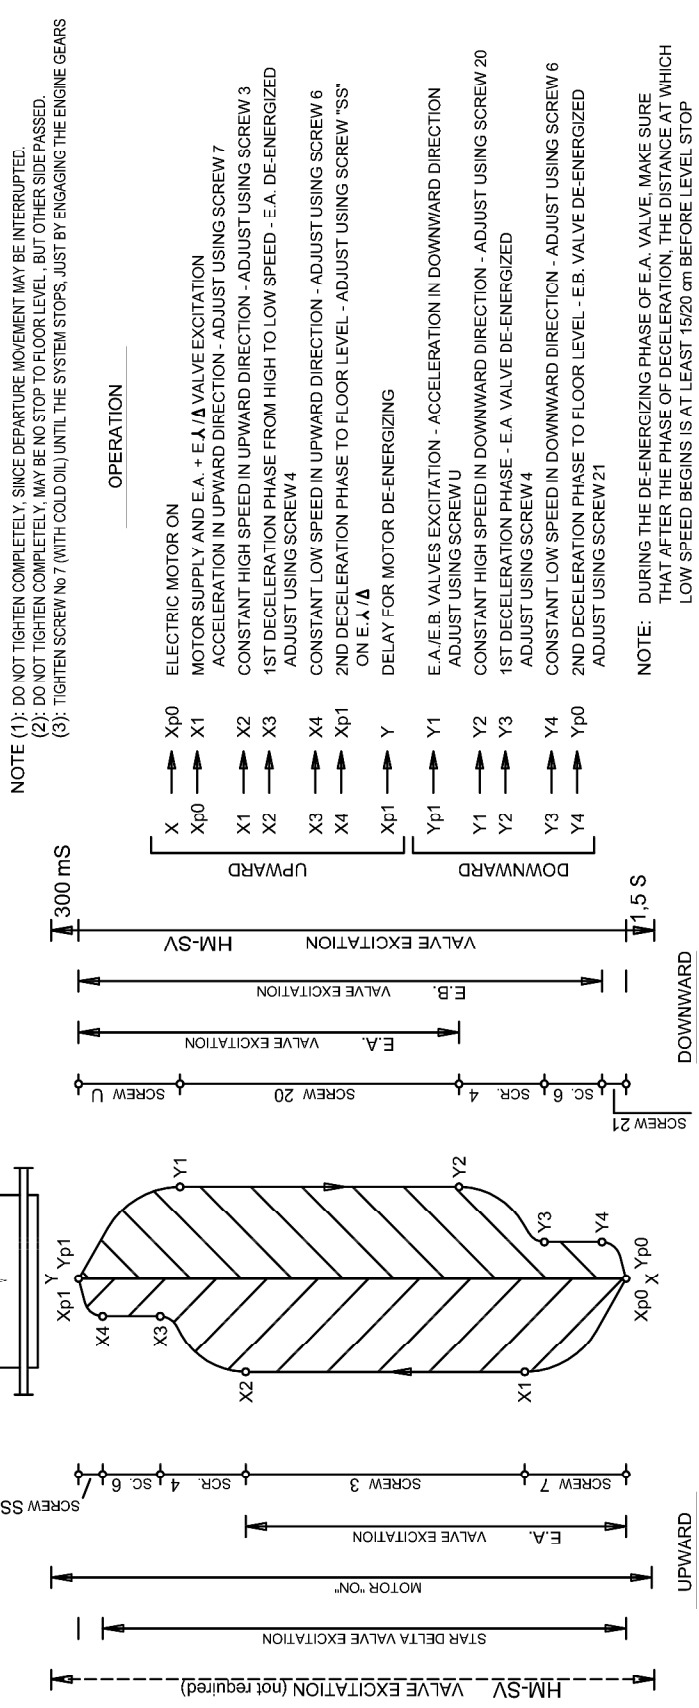 NOTE (1): DO NOT TIGHTEN COMPLETELY, SINCE DEPARTURE MOVEMENT MAY BE INTERRUPTED.
(2): DO NOT TIGHTEN COMPLETELY, MAY BE NO STOP TO FLOOR LEVEL , BUT OTHER SIDE PASSED.
(3): TIGHTEN SCREW No 7 (WITH COLD OIL) UNTIL THE SYSTEM STOPS, JUST BY ENGAGING THE ENGINE GEARS
OPERATION
UPWARD
X Xp0 ELECTRIC MOTOR ON
Xp0 X1 MOTOR SUPPLY AND E.A. + E.⅄/Δ VALVE EXCITATION
ACCELERATION IN UPWARD DIRECTION - ADJUST USING SCREW 7
X1 X2 CONSTANT HIGH SPEED IN UPWARD DIRECTION - ADJUST USING SCREW 3
X2 X3 1ST DECELERATION PHASE FROM HIGH TO LOW SPEED - E.A. DE-ENERGIZED
ADJUST USING SCREW 4
X3 X4 CONSTANT LOW SPEED IN UPWARD DIRECTION - ADJUST USING SCREW 6
X4 Xp1 2ND DECELERATION PHASE TO FLOOR LEVEL - ADJUST USING SCREW "SS"
ON E.⅄/Δ
Xp1 Y DELAY FOR MOTOR DE-ENERGIZING
DOWNWARD
Yp1 Y1 E.A./E.B. VALVES EXCITATION - ACCELERATION IN DOWNWARD DIRECTION
ADJUST USING SCREW U
Y1 Y2 CONSTANT HIGH SPEED IN DOWNWARD DIRECTION - ADJUST USING SCREW 20
Y2 Y3 1ST DECELERATION PHASE - E.A. VALVE DE-ENERGIZED
ADJUST USING SCREW 4
Y3 Y4 CONSTANT LOW SPEED IN DOWNWARD DIRECTION - ADJUST USING SCREW 6
Y4 Yp0 2ND DECELERATION PHASE TO FLOOR LEVEL - E.B. VALVE DE-ENERGIZED
ADJUST USING SCREW 21
NOTE: DURING THE DE-ENERGIZING PHASE OF E.A. VALVE, MAKE SURE
THAT AFTER THE PHASE OF DECELERATION, THE DISTANCE AT WHICH
LOW SPEED BEGINS IS AT LEAST 15/20 cm BEFORE LEVEL STOP
300 mS
1,5 S
HM-SV VALVE EXCITATION
E.B. VALVE EXCITATION
E.A. VALVE EXCITATION
SCREW U
SCREW 20
SCR. 4
SC. 6
SCREW 21
DOWNWARD
Y
Xp1 Yp1
Y1
Y2
Y3
Y4
X4
X3
X2
X1
Xp0 Yp0
X
SCREW SS
SC. 6
SCR. 4
SCREW 3
SCREW 7
E.A. VALVE EXCITATION
MOTOR "ON"
STAR DELTA VALVE EXCITATION
HM-SV VALVE EXCITATION (not required)
UPWARD